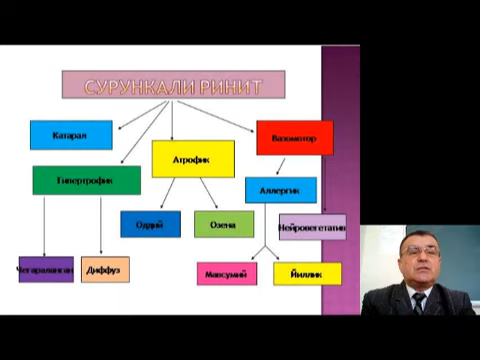 СУРУНКАЛИ РИНИТ
Катарал
Вазомотор
Атрофик
Гипертрофик
Аллергик
Оддий
Озена
Нейровегетатив
Чегараланган
Диффуз
Мавсумий
Йиллик